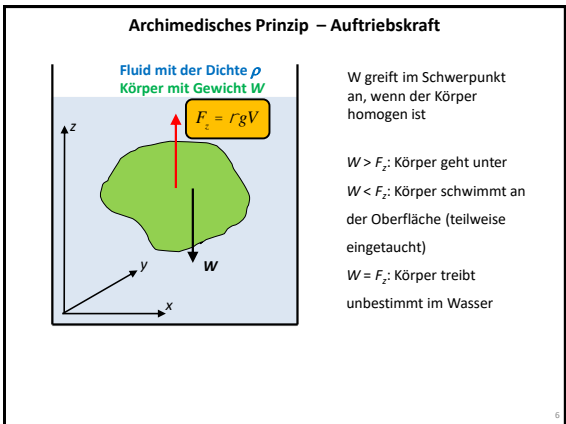 Archimedisches Prinzip – Auftriebskraft
Fluid mit der Dichte ρ
Körper mit Gewicht W
F_z = ΓgV
z
y
W
x
W greift im Schwerpunkt
an, wenn der Körper
homogen ist
W > F_z: Körper geht unter
W < F_z: Körper schwimmt an
der Oberfläche (teilweise
eingetaucht)
W = F_z: Körper treibt
unbestimmt im Wasser
6